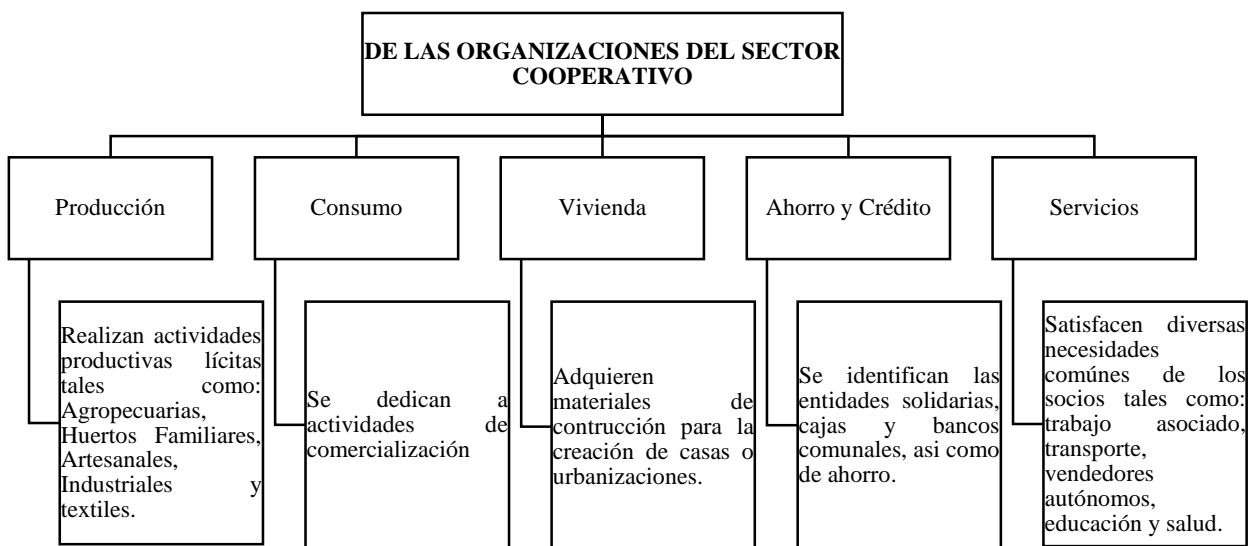 DE LAS ORGANIZACIONES DEL SECTOR
COOPERATIVO
Producción
Consumo
Vivienda
Ahorro y Crédito
Servicios
Realizan actividades
productivas lícitas
tales como:
Agropecuarias,
Huertos Familiares,
Artesanales,
Industriales y
textiles.
Se dedican a
actividades de
comercialización
Adquieren
materiales de
contrucción para la
creación de casas o
urbanizaciones.
Se identifican las
entidades solidarias,
cajas y bancos
comunales, asi como
de ahorro.
Satisfacen diversas
necesidades
comúnes de los
socios tales como:
trabajo asociado,
transporte,
vendedores
autónomos,
educación y salud.